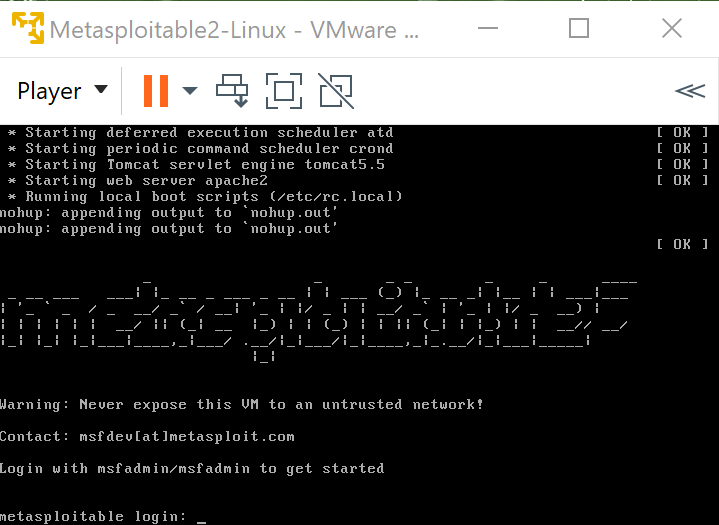 Metasploitable2-Linux - VMware ...
Player
* Starting deferred execution scheduler atd [ OK ]
* Starting periodic command scheduler crond [ OK ]
* Starting Tomcat servlet engine tomcat5.5 [ OK ]
* Starting web server apache2 [ OK ]
* Running local boot scripts (/etc/rc.local)
nohup: appending output to `nohup.out'
nohup: appending output to `nohup.out'
[ OK ]
metasploitable2
Warning: Never expose this VM to an untrusted network!
Contact: msfdev[at]metasploit.com
Login with msfadmin/msfadmin to get started
metasploitable login: _